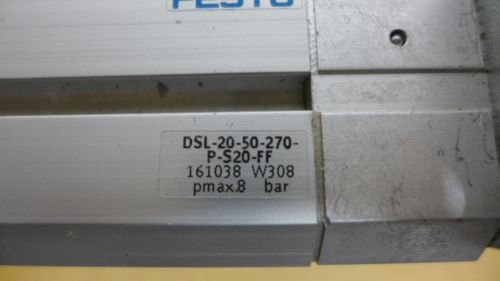 FESTO
DSL-20-50-270-
P-S20-FF
161038 W308
pmax.8 bar